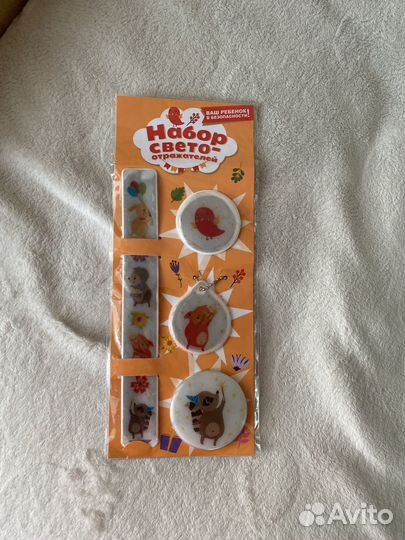 ВАШ РЕБЕНОК
В БЕЗОПАСНОСТИ!
Набор
свето-
отражателей
Avito